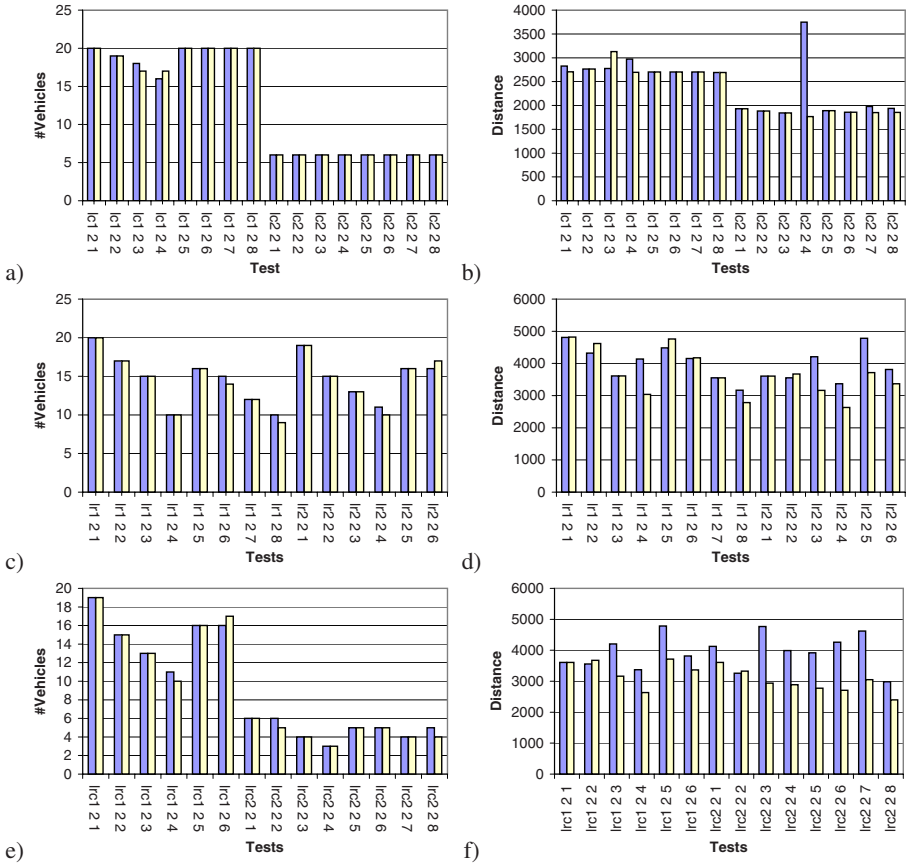 25
20
15
10
5
0
#Vehicles
lc1 2 1
lc1 2 2
lc1 2 3
lc1 2 4
lc1 2 5
lc1 2 6
lc1 2 7
lc1 2 8
lc2 2 1
lc2 2 2
lc2 2 3
lc2 2 4
lc2 2 5
lc2 2 6
lc2 2 7
lc2 2 8
Test
a)
4000
3500
3000
2500
2000
1500
1000
500
0
Distance
lc1 2 1
lc1 2 2
lc1 2 3
lc1 2 4
lc1 2 5
lc1 2 6
lc1 2 7
lc1 2 8
lc2 2 1
lc2 2 2
lc2 2 3
lc2 2 4
lc2 2 5
lc2 2 6
lc2 2 7
lc2 2 8
Tests
b)
25
20
15
10
5
0
#Vehicles
lr1 2 1
lr1 2 2
lr1 2 3
lr1 2 4
lr1 2 5
lr1 2 6
lr1 2 7
lr1 2 8
lr2 2 1
lr2 2 2
lr2 2 3
lr2 2 4
lr2 2 5
lr2 2 6
Tests
c)
6000
5000
4000
3000
2000
1000
0
Distance
lr1 2 1
lr1 2 2
lr1 2 3
lr1 2 4
lr1 2 5
lr1 2 6
lr1 2 7
lr1 2 8
lr2 2 1
lr2 2 2
lr2 2 3
lr2 2 4
lr2 2 5
lr2 2 6
Tests
d)
20
18
16
14
12
10
8
6
4
2
0
#Vehicles
lrc1 2 1
lrc1 2 2
lrc1 2 3
lrc1 2 4
lrc1 2 5
lrc1 2 6
lrc2 2 1
lrc2 2 2
lrc2 2 3
lrc2 2 4
lrc2 2 5
lrc2 2 6
lrc2 2 7
lrc2 2 8
Tests
e)
6000
5000
4000
3000
2000
1000
0
Distance
lrc1 2 1
lrc1 2 2
lrc1 2 3
lrc1 2 4
lrc1 2 5
lrc1 2 6
lrc2 2 1
lrc2 2 2
lrc2 2 3
lrc2 2 4
lrc2 2 5
lrc2 2 6
lrc2 2 7
lrc2 2 8
Tests
f)